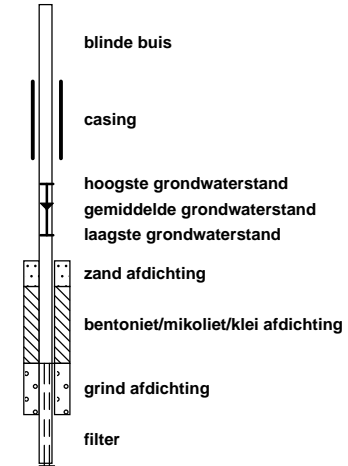 blinde buis
casing
hoogste grondwaterstand
gemiddelde grondwaterstand
laagste grondwaterstand
zand afdichting
bentoniet/mikoliet/klei afdichting
grind afdichting
filter